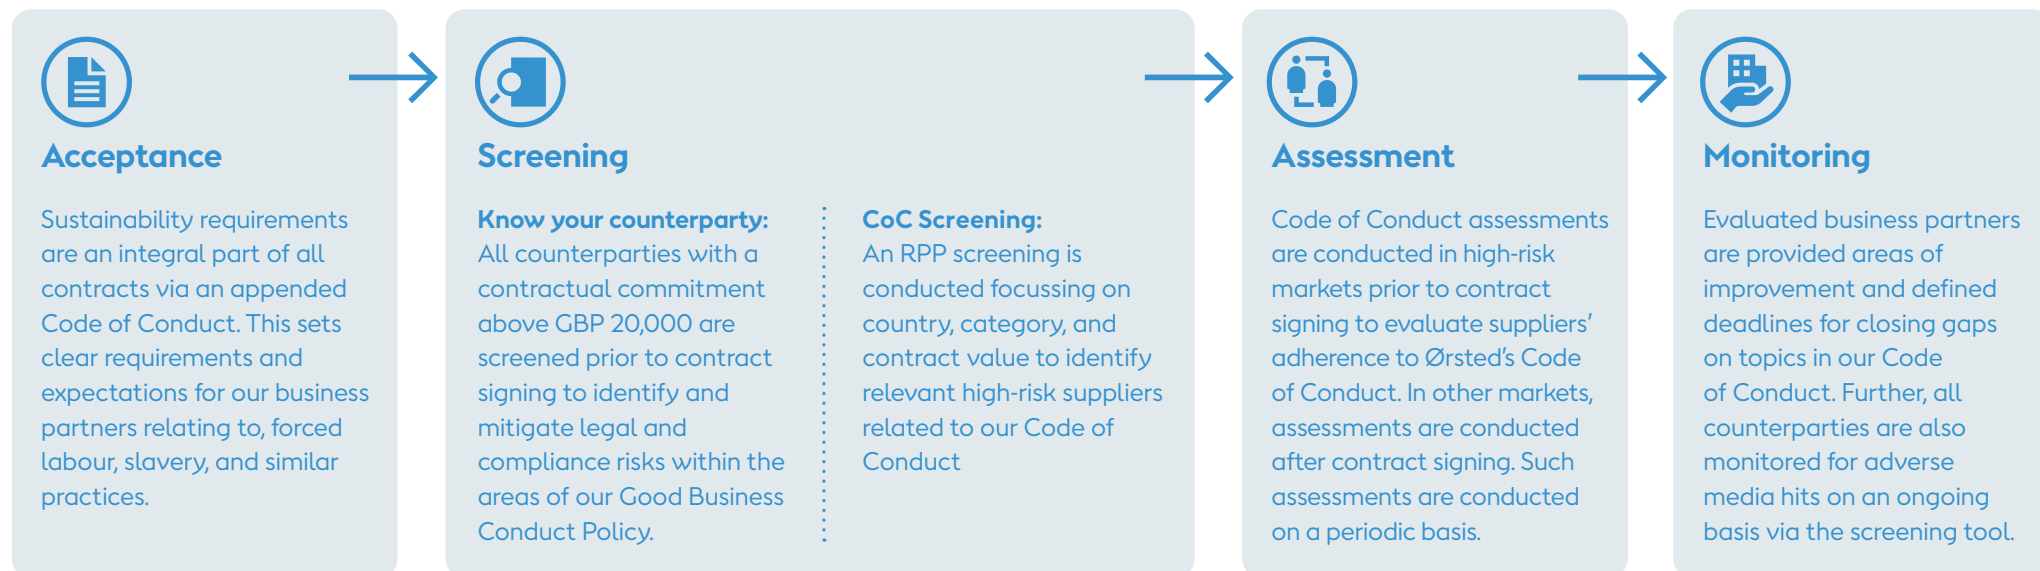 Acceptance
Sustainability requirements
are an integral part of all
contracts via an appended
Code of Conduct. This sets
clear requirements and
expectations for our business
partners relating to, forced
labour, slavery, and similar
practices.
Screening
Know your counterparty:
All counterparties with a
contractual commitment
above GBP 20,000 are
screened prior to contract
signing to identify and
mitigate legal and
compliance risks within the
areas of our Good Business
Conduct Policy.
CoC Screening:
An RPP screening is
conducted focussing on
country, category, and
contract value to identify
relevant high-risk suppliers
related to our Code of
Conduct
Assessment
Code of Conduct assessments
are conducted in high-risk
markets prior to contract
signing to evaluate suppliers’
adherence to Ørsted’s Code
of Conduct. In other markets,
assessments are conducted
after contract signing. Such
assessments are conducted
on a periodic basis.
Monitoring
Evaluated business partners
are provided areas of
improvement and defined
deadlines for closing gaps
on topics in our Code
of Conduct. Further, all
counterparties are also
monitored for adverse
media hits on an ongoing
basis via the screening tool.